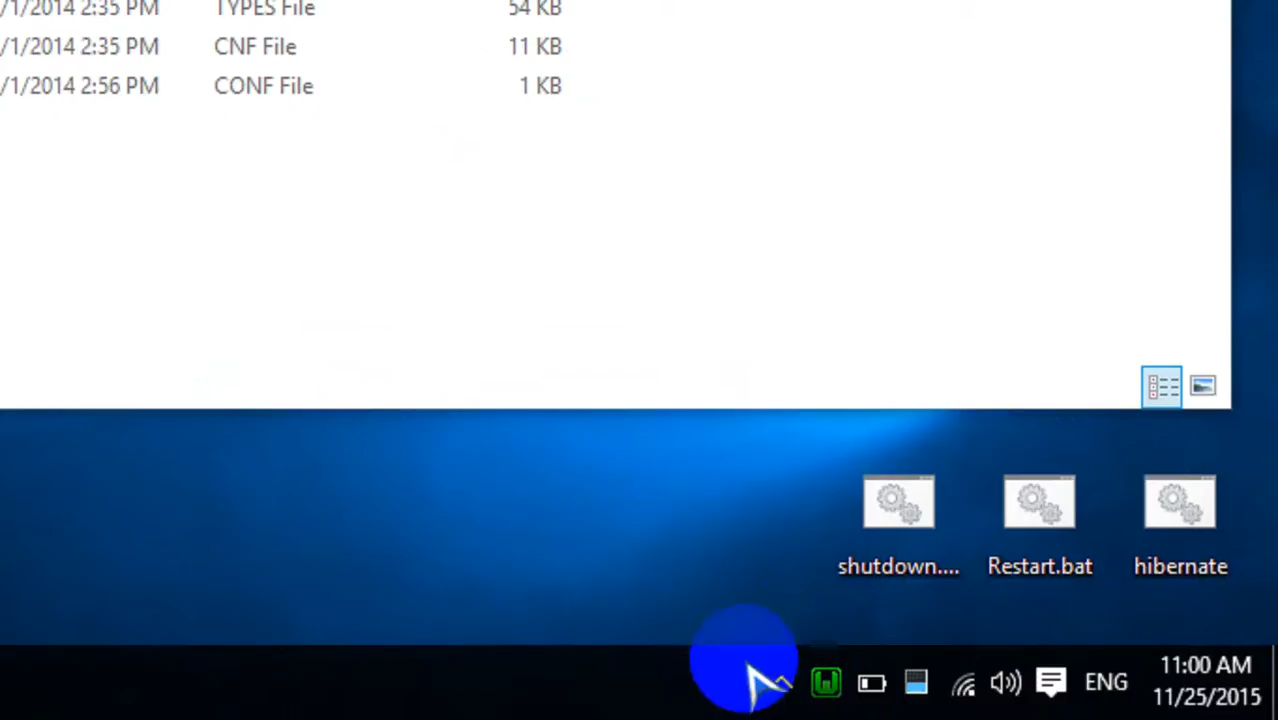 /1/2014 2:35 PM TYPES File 54 KB
/1/2014 2:35 PM CNF File 11 KB
/1/2014 2:56 PM CONF File 1 KB
shutdown.... Restart.bat hibernate
ENG
11:00 AM
11/25/2015